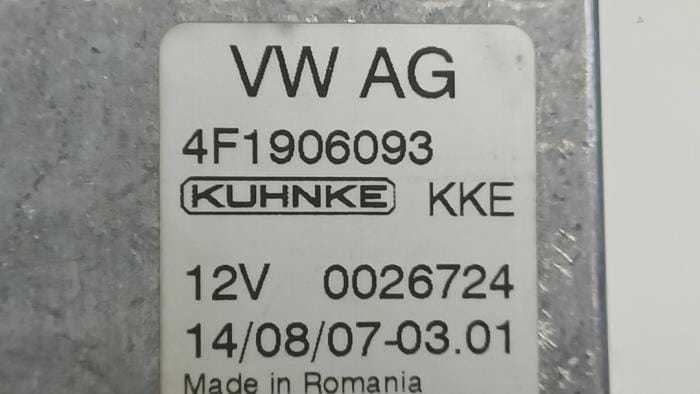 VW AG
4F1906093
KUHNKE KKE
12V 0026724
14/08/07-03.01
Made in Romania